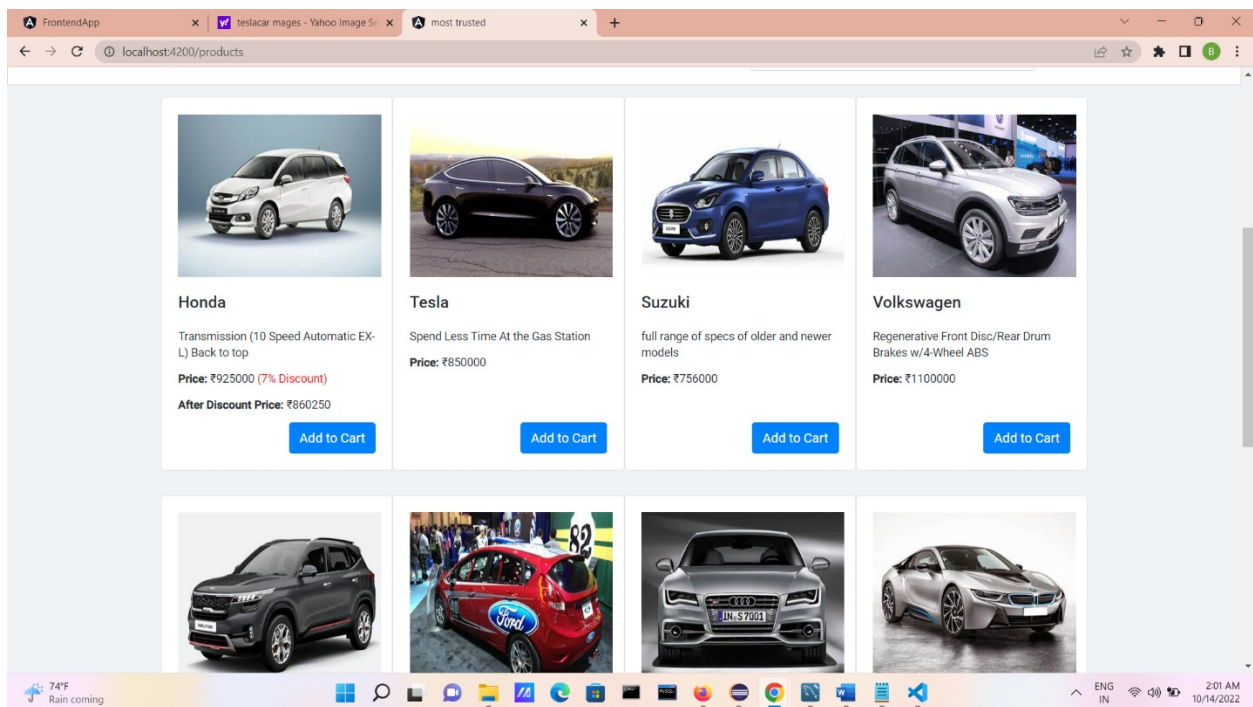 FrontendApp
teslacar mages - Yahoo Image Se
most trusted
localhost:4200/products
B
Honda
Transmission (10 Speed Automatic EX-
L) Back to top
Price: ₹925000 (7% Discount)
After Discount Price: ₹860250
Add to Cart
Tesla
Spend Less Time At the Gas Station
Price: ₹850000
Add to Cart
Suzuki
full range of specs of older and newer
models
Price: ₹756000
Add to Cart
Volkswagen
Regenerative Front Disc/Rear Drum
Brakes w/4-Wheel ABS
Price: ₹1100000
Add to Cart
82
Ford
IN·S7001
74°F
Rain coming
ENG
IN
2:01 AM
10/14/2022